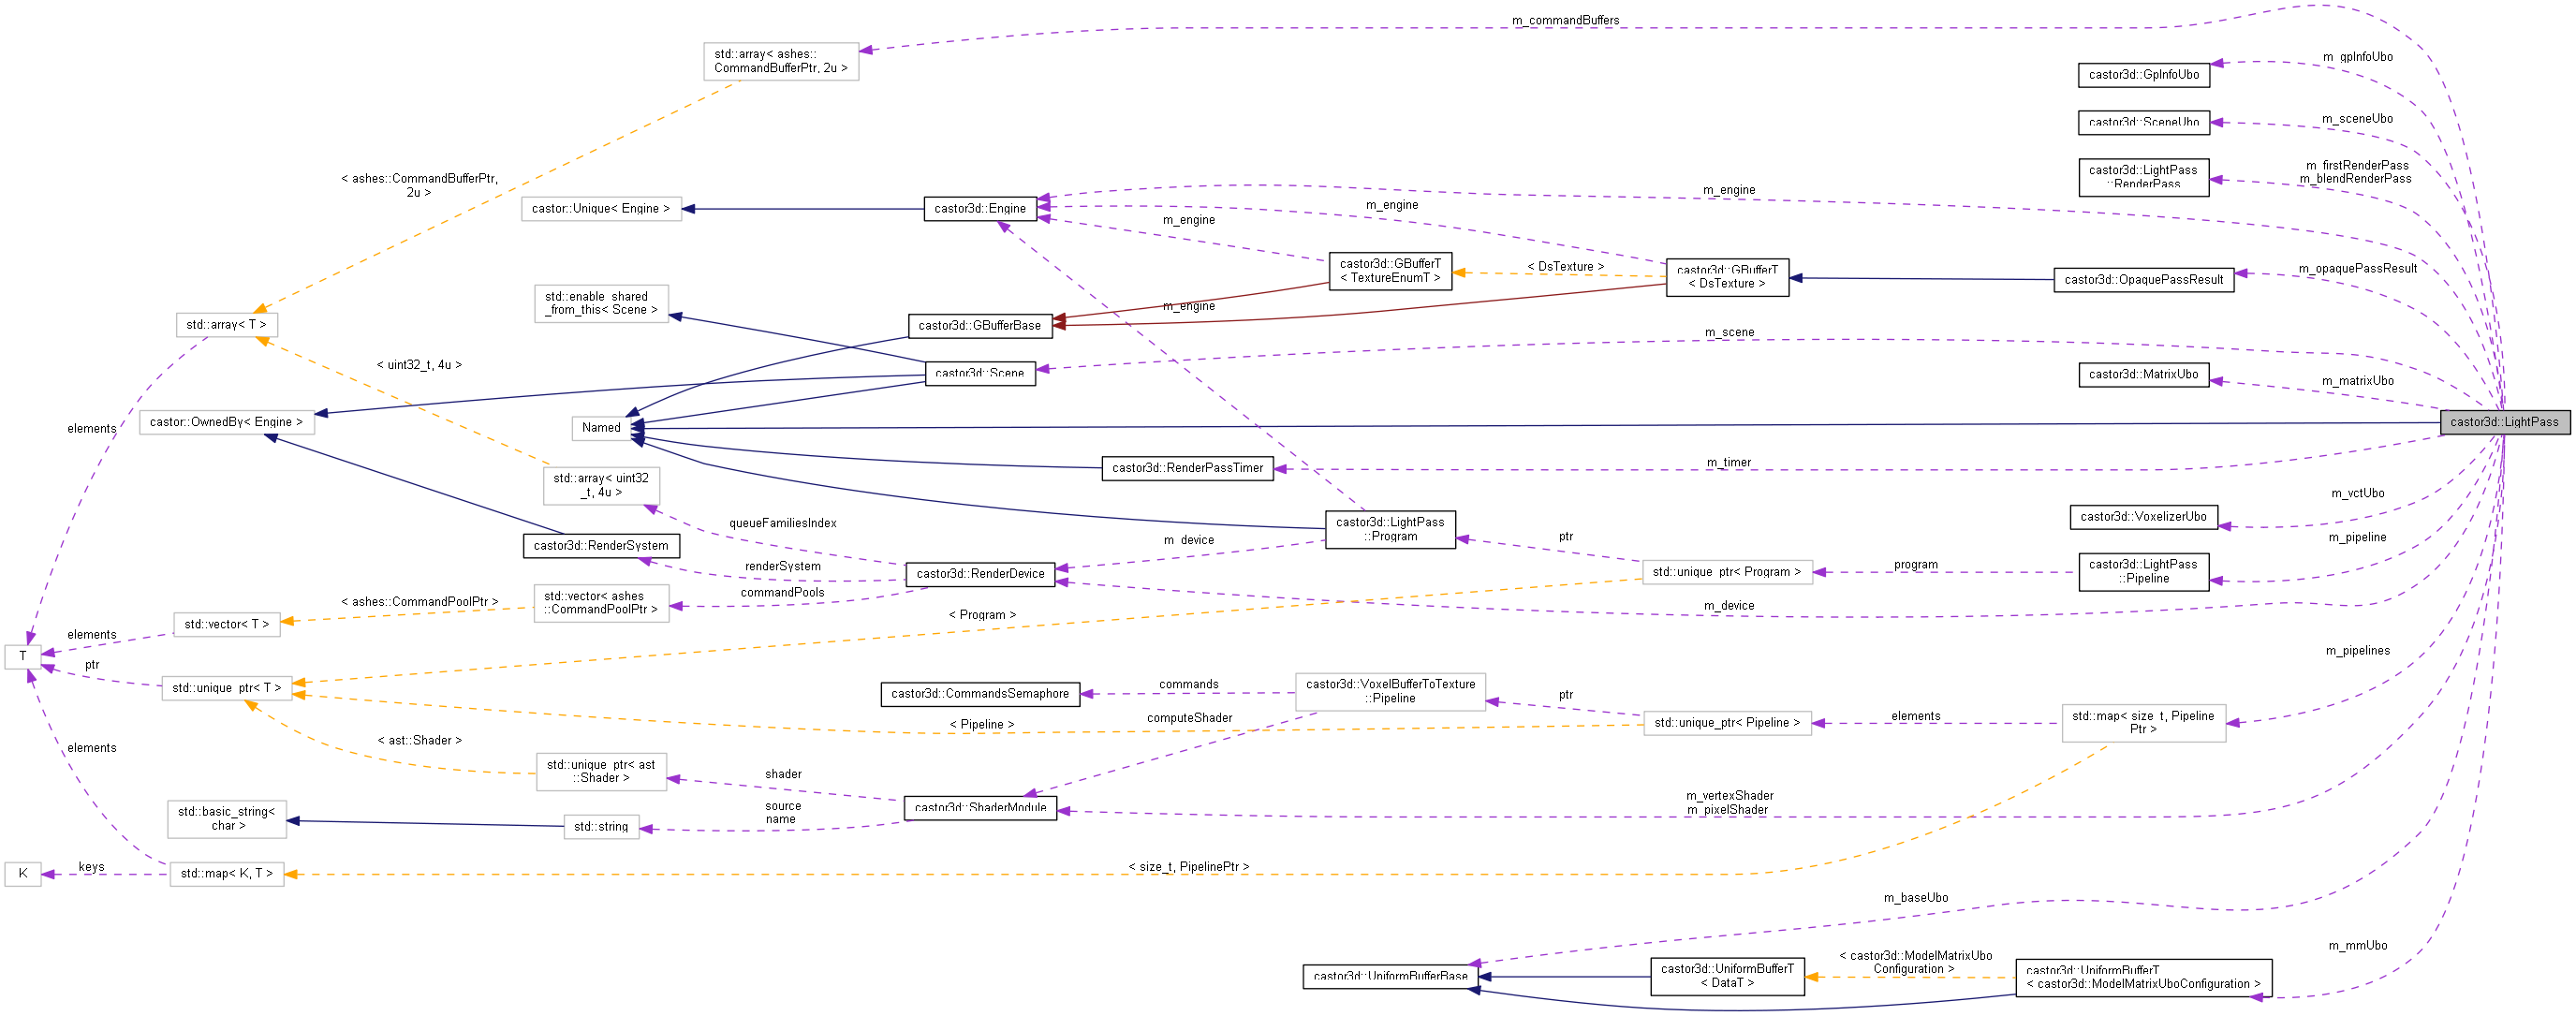 m_commandBuffers
std::array< ashes::
CommandBufferPtr, 2u >
m_gpInfoUbo
castor3d::GpInfoUbo
m_sceneUbo
castor3d::SceneUbo
m_firstRenderPass
m_blendRenderPass
castor3d::LightPass
::RenderPass
< ashes::CommandBufferPtr,
2u >
castor::Unique< Engine >
castor3d::Engine
m_engine
m_engine
m_engine
castor3d::GBufferT
< TextureEnumT >
< DsTexture >
castor3d::GBufferT
< DsTexture >
castor3d::OpaquePassResult
m_opaquePassResult
std::enable_shared
_from_this< Scene >
m_engine
castor3d::GBufferBase
std::array< T >
m_scene
castor3d::Scene
< uint32_t, 4u >
castor3d::MatrixUbo
m_matrixUbo
castor::OwnedBy< Engine >
Named
castor3d::LightPass
elements
castor3d::RenderPassTimer
m_timer
std::array< uint32
_t, 4u >
m_vctUbo
castor3d::VoxelizerUbo
queueFamiliesIndex
castor3d::LightPass
::Program
m_device
ptr
m_pipeline
castor3d::RenderSystem
renderSystem
castor3d::RenderDevice
std::unique_ptr< Program >
program
castor3d::LightPass
::Pipeline
commandPools
std::vector< ashes
::CommandPoolPtr >
< ashes::CommandPoolPtr >
std::vector< T >
m_device
< Program >
elements
T
ptr
m_pipelines
std::unique_ptr< T >
castor3d::CommandsSemaphore
commands
castor3d::VoxelBufferToTexture
::Pipeline
ptr
computeShader
< Pipeline >
std::unique_ptr< Pipeline >
elements
std::map< size_t, Pipeline
Ptr >
< ast::Shader >
elements
std::unique_ptr< ast
::Shader >
shader
castor3d::ShaderModule
m_vertexShader
m_pixelShader
source
name
std::basic_string<
char >
std::string
K
keys
std::map< K, T >
< size_t, PipelinePtr >
m_baseUbo
m_mmUbo
castor3d::UniformBufferBase
castor3d::UniformBufferT
< DataT >
< castor3d::ModelMatrixUbo
Configuration >
castor3d::UniformBufferT
< castor3d::ModelMatrixUboConfiguration >